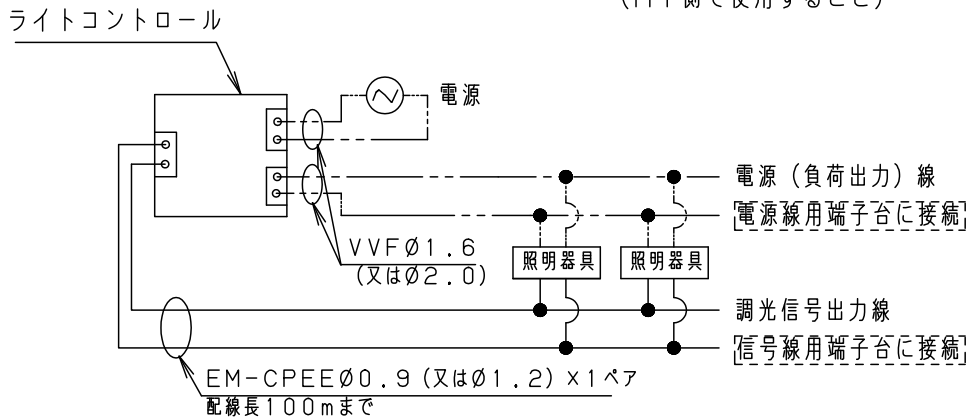 ライトコントロール
電源
電源（負荷出力）線
電源線用端子台に接続
VVFØ1.6
(又はØ2.0)
照明器具
照明器具
調光信号出力線
信号線用端子台に接続
EM-CPEEØ0.9(又はØ1.2)×1ペア
配線長100mまで